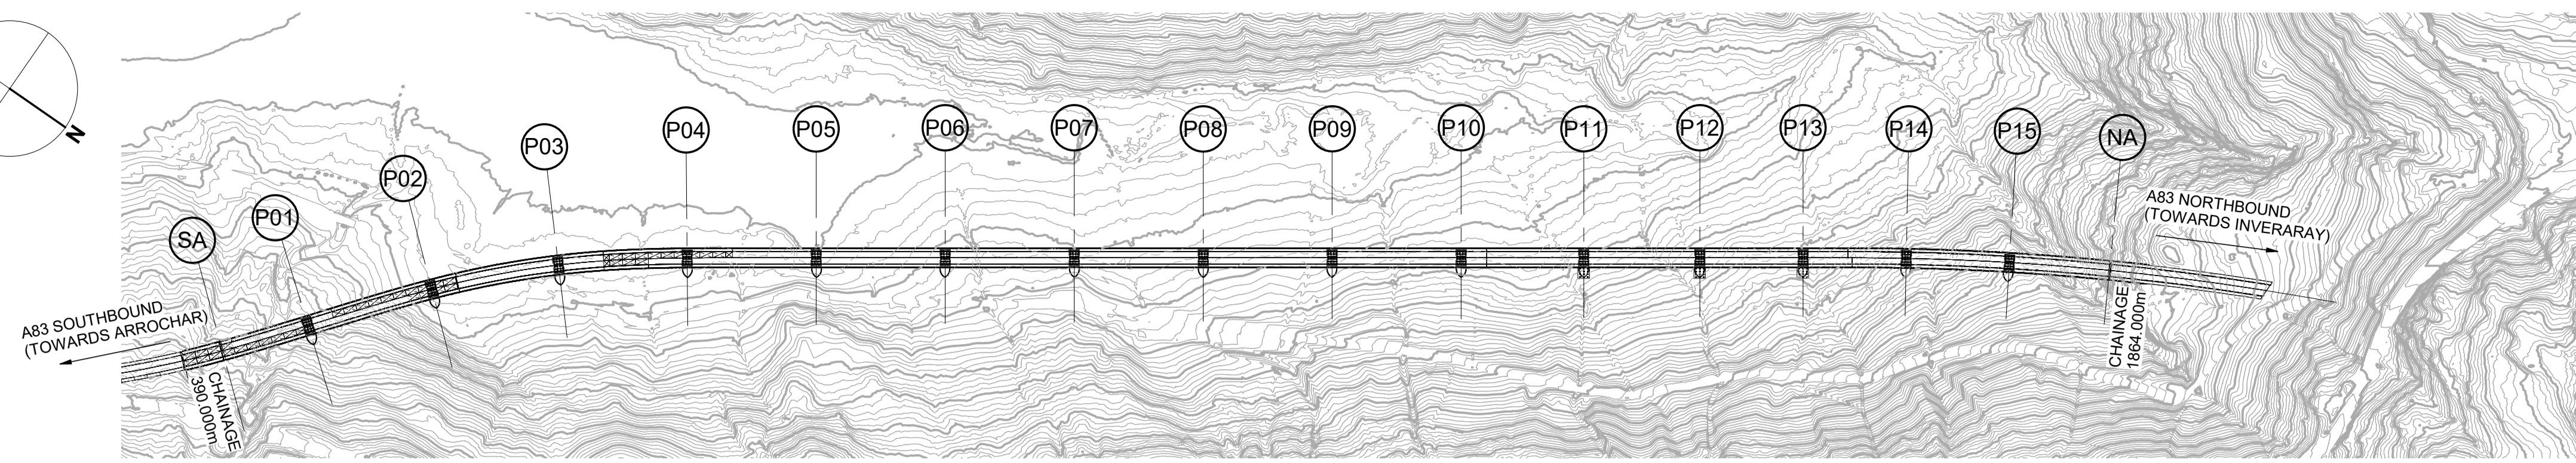 N
SA
P01
P02
P03
P04
P05
P06
P07
P08
P09
P10
P11
P12
P13
P14
P15
NA
A83 SOUTHBOUND
(TOWARDS ARROCHAR)
CHAINAGE
390.000m
A83 NORTHBOUND
(TOWARDS INVERARAY)
CHAINAGE
1864.000m